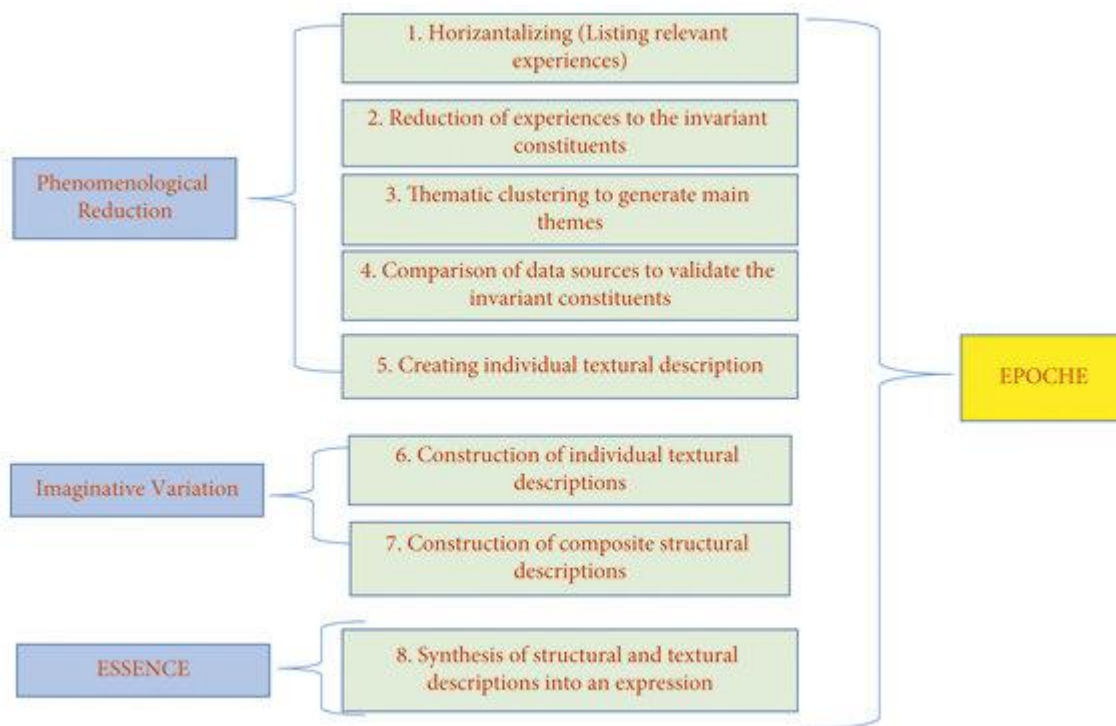 1. Horizantalizing (Listing relevant
experiences)
2. Reduction of experiences to the invariant
constituents
Phenomenological
Reduction
3. Thematic clustering to generate main
themes
4. Comparison of data sources to validate the
invariant constituents
5. Creating individual textural description
EPOCHE
6. Construction of individual textural
descriptions
Imaginative Variation
7. Construction of composite structural
descriptions
ESSENCE
8. Synthesis of structural and textural
descriptions into an expression